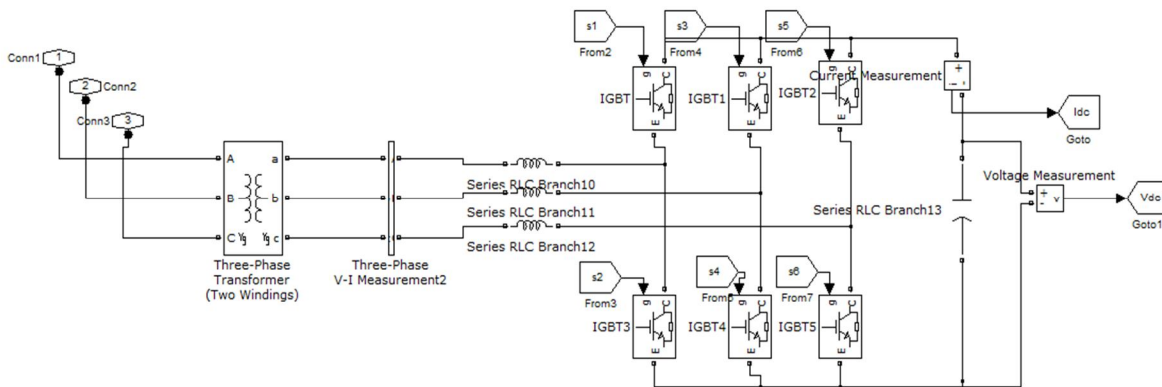 s1
s3
s5
From2
From4
From6
Conn1
1
2
Conn2
Conn3
3
g
C
g
C
g
C
IGBT
IGBT1
IGBT2
E
E
E
Current Measurement
+
-
i
Idc
Goto
A
a
B
b
C
Yg
Yg
c
Three-Phase
Transformer
(Two Windings)
Three-Phase
V-I Measurement2
Series RLC Branch10
Series RLC Branch11
Series RLC Branch12
Series RLC Branch13
Voltage Measurement
+
-
v
Vdc
Goto1
s2
s4
s6
From3
From7
g
C
g
C
g
C
IGBT3
IGBT4
IGBT5
E
E
E